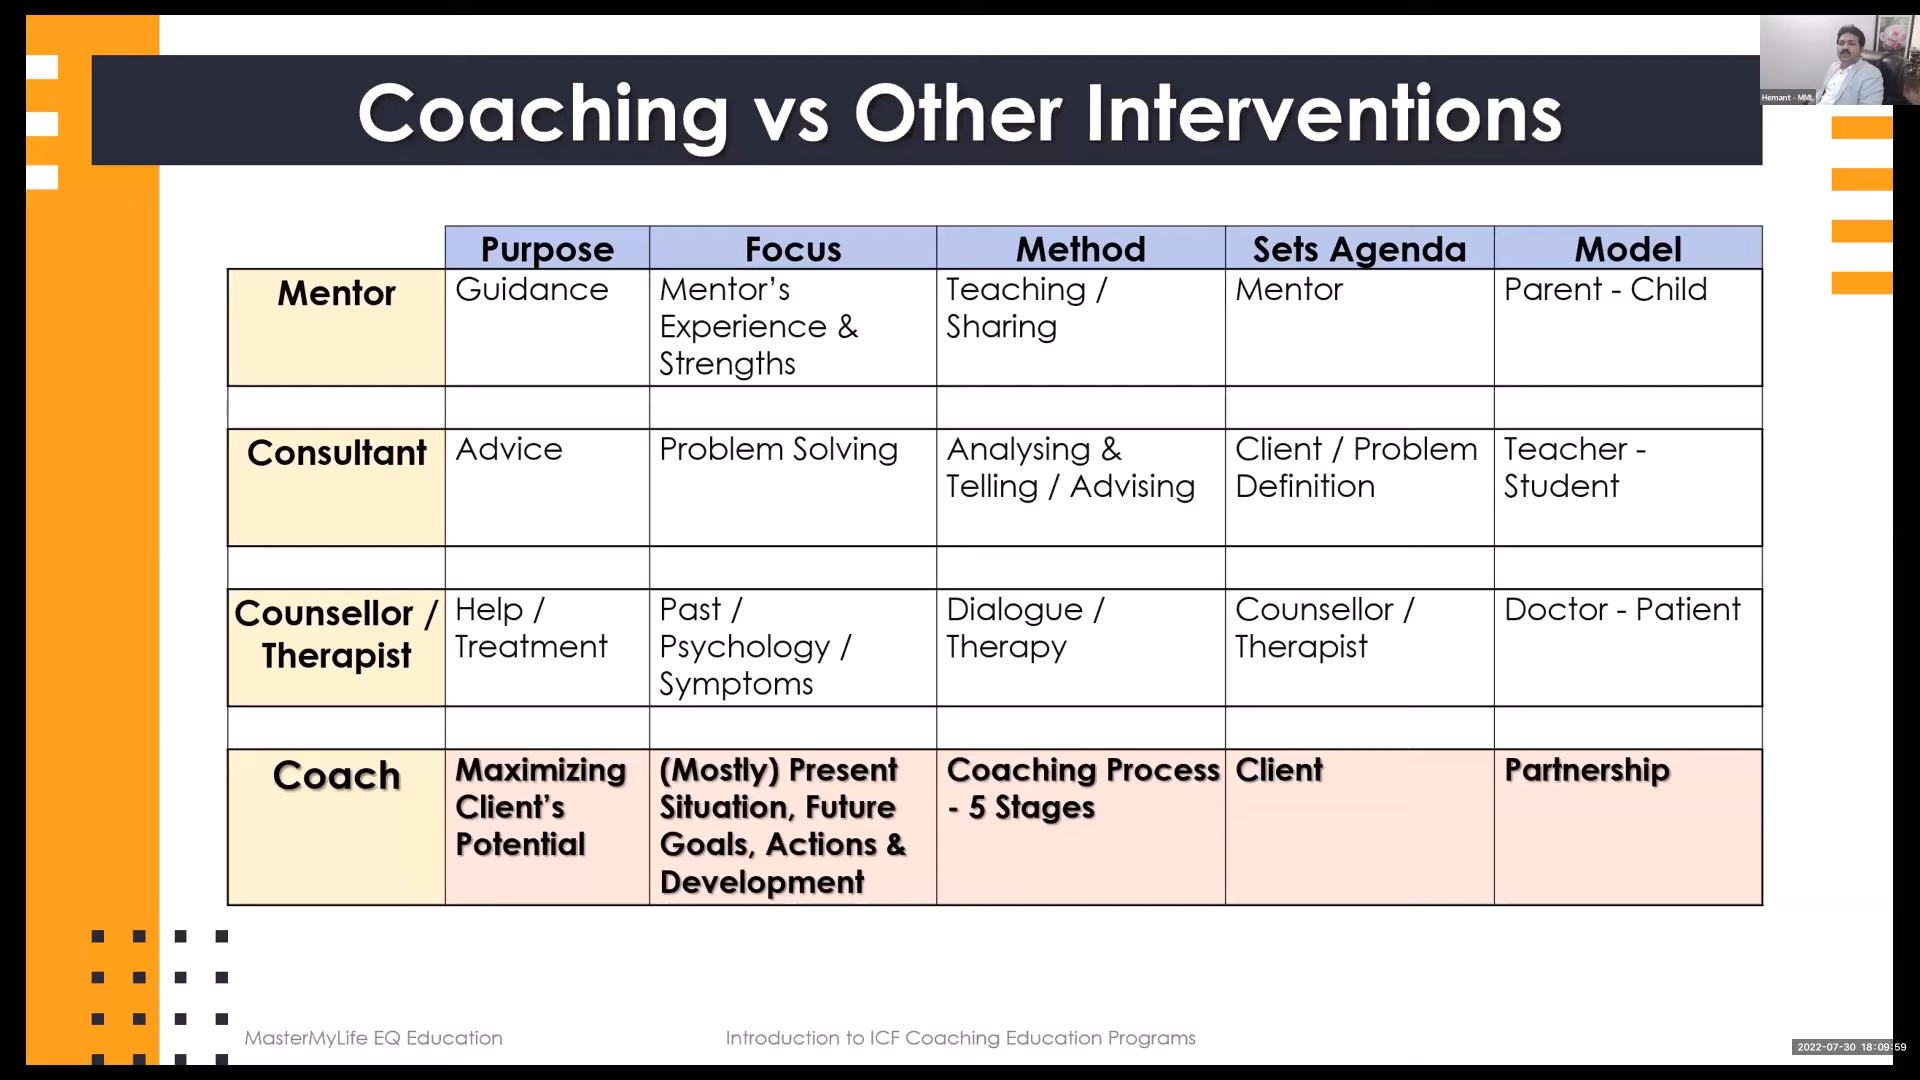 Coaching vs Other Interventions
Hemant - MML
Purpose
Focus
Method
Sets Agenda
Model
Mentor
Guidance
Mentor’s
Experience &
Strengths
Teaching /
Sharing
Mentor
Parent - Child
Consultant
Advice
Problem Solving
Analysing &
Telling / Advising
Client / Problem
Definition
Teacher -
Student
Counsellor /
Therapist
Help /
Treatment
Past /
Psychology /
Symptoms
Dialogue /
Therapy
Counsellor /
Therapist
Doctor - Patient
Coach
Maximizing
Client’s
Potential
(Mostly) Present
Situation, Future
Goals, Actions &
Development
Coaching Process
- 5 Stages
Client
Partnership
MasterMyLife EQ Education
Introduction to ICF Coaching Education Programs
2022-07-30 18:09:59